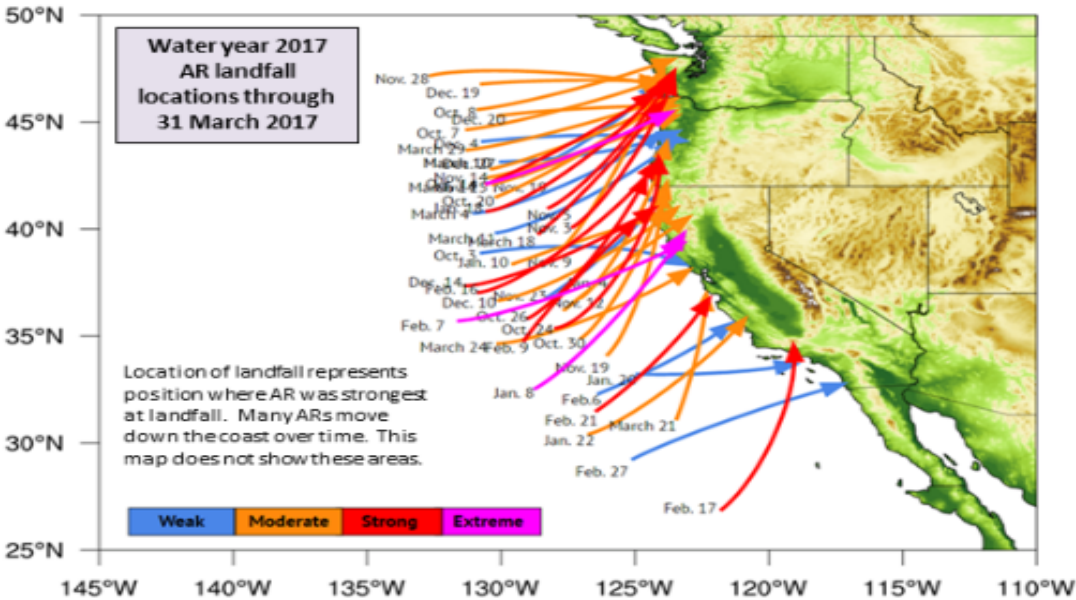 50°N
45°N
40°N
35°N
30°N
25°N
Water year 2017
AR landfall
locations through
31 March 2017
Nov. 28
Dec. 19
Oct. 8
Dec. 20
Oct. 7
March 29
Nov. 14
Nov. 18
Oct. 20
March 4
Nov. 5
Nov. 3
March 11
March 18
Oct. 3
Jan. 10
Nov. 9
Dec. 14
Feb. 16
Dec. 10
Nov. 23
Nov. 12
Oct. 26
Feb. 7
Oct. 24
March 24
Feb. 9
Oct. 30
Nov. 19
Jan. 8
Feb.6
Feb. 21
March 21
Jan. 22
Feb. 27
Feb. 17
Location of landfall represents
position where AR was strongest
at landfall. Many ARs move
down the coast over time. This
map does not show these areas.
Weak Moderate Strong Extreme
145°W 140°W 135°W 130°W 125°W 120°W 115°W 110°W